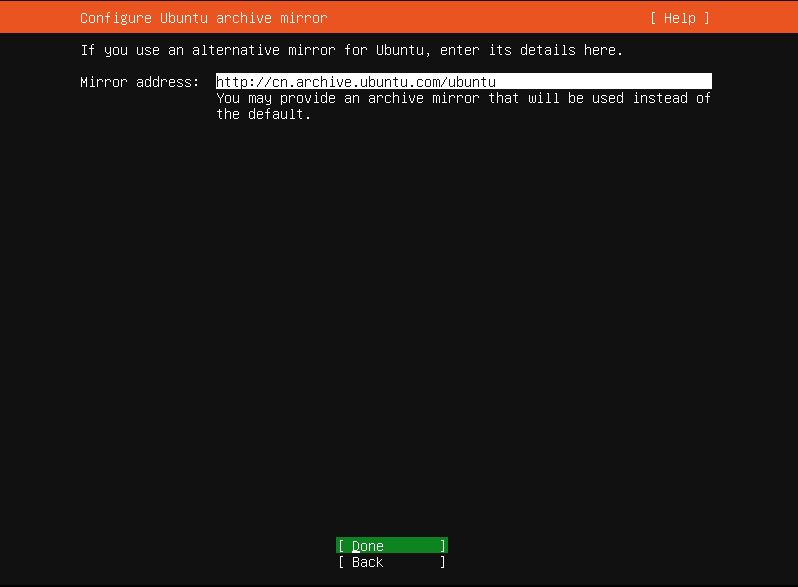 Configure Ubuntu archive mirror [ Help ]
If you use an alternative mirror for Ubuntu, enter its details here.
Mirror address: http://cn.archive.ubuntu.com/ubuntu
You may provide an archive mirror that will be used instead of
the default.
[ Done ]
[ Back ]